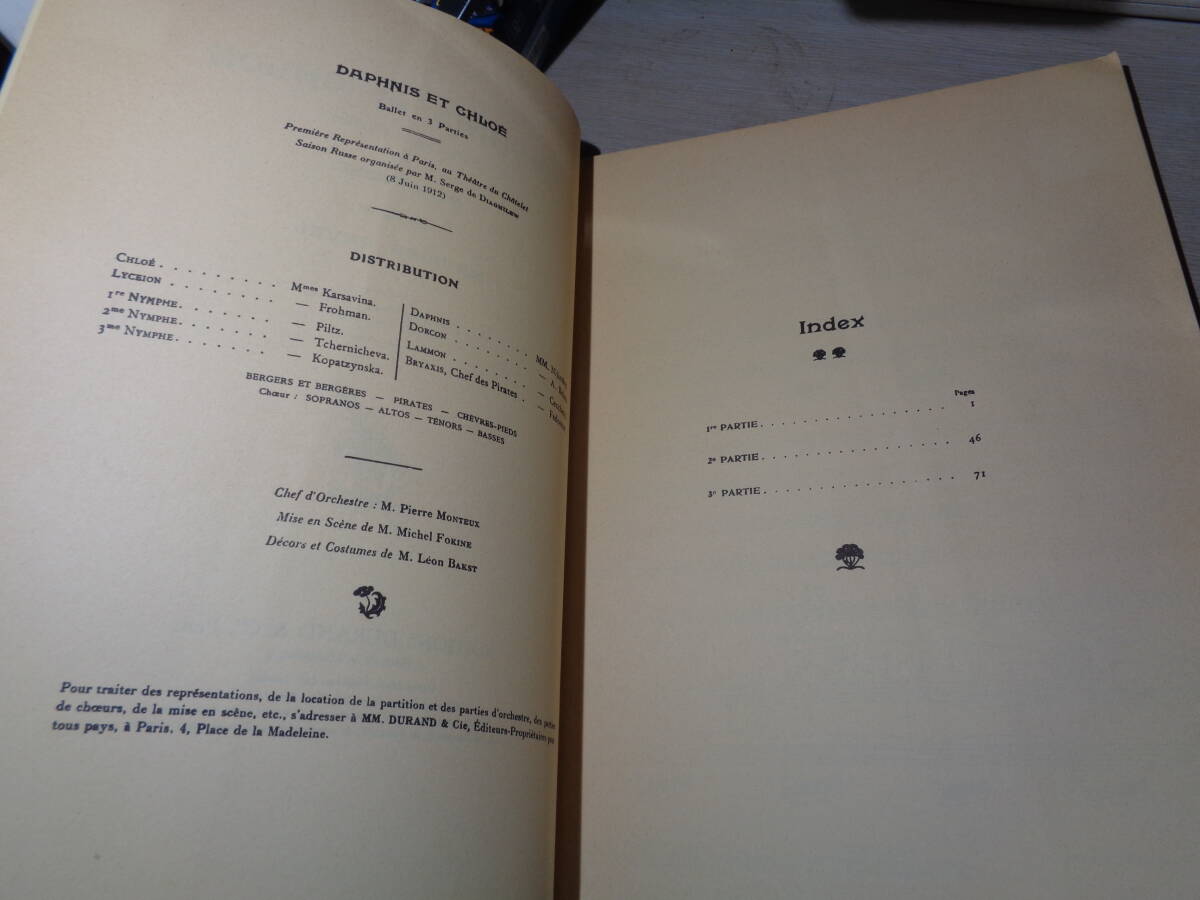 DAPHNIS ET CHLOÉ
Ballet en 3 Parties
Première Représentation à Paris, au Théâtre du Châtelet
Saison Russe organisée par M. Serge de DIAGHILEW
(8 Juin 1912)
DISTRIBUTION
CHLOÉ . . . . . . . . . Mmes Karsavina.
LYCEION . . . . . . . . — Frohman.
1re NYMPHE. . . . . . . — Piltz.
2me NYMPHE. . . . . . . — Tchernicheva.
3me NYMPHE. . . . . . . — Kopatzynska.
DAPHNIS . . . . . . . . MM.
DORCON . . . . . . . . — A.
LAMMON . . . . . . . . —
BRYAXIS, Chef des Pirates . —
BERGERS ET BERGÈRES — PIRATES — CHÈVRES-PIEDS
Chœur : SOPRANOS — ALTOS — TÉNORS — BASSES
Chef d'Orchestre : M. Pierre MONTEUX
Mise en Scène de M. Michel FOKINE
Décors et Costumes de M. Léon BAKST
Pour traiter des représentations, de la location de la partition et des parties d'orchestre, des parties
de chœurs, de la mise en scène, etc., s'adresser à MM. DURAND & Cie, Éditeurs-Propriétaires pour
tous pays, à Paris, 4, Place de la Madeleine.
Index
Pages
1re PARTIE. . . . . . . . . . . . . . . . . 1
2e PARTIE. . . . . . . . . . . . . . . . . 46
3e PARTIE. . . . . . . . . . . . . . . . . 71